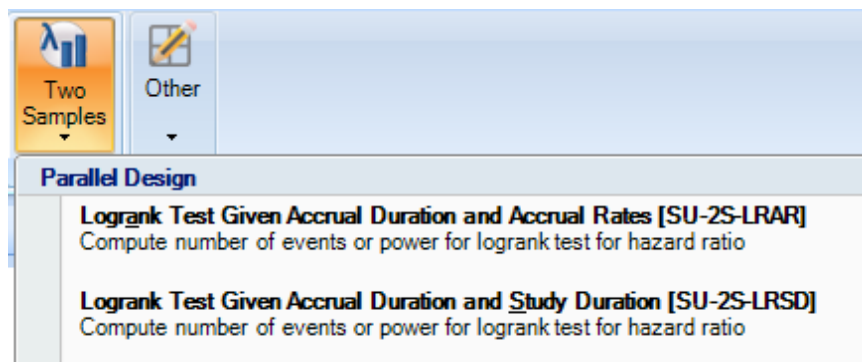 Two
Samples
Other
Parallel Design
Logrank Test Given Accrual Duration and Accrual Rates [SU-2S-LRAR]
Compute number of events or power for logrank test for hazard ratio
Logrank Test Given Accrual Duration and Study Duration [SU-2S-LRSD]
Compute number of events or power for logrank test for hazard ratio